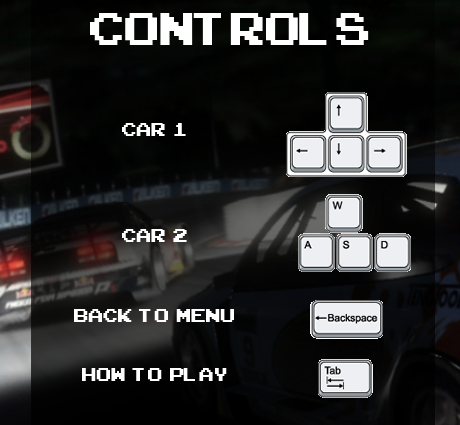 CONTROLS
CAR 1
↑
← ↓ →
CAR 2
W
A S D
BACK TO MENU
←Backspace
HOW TO PLAY
Tab